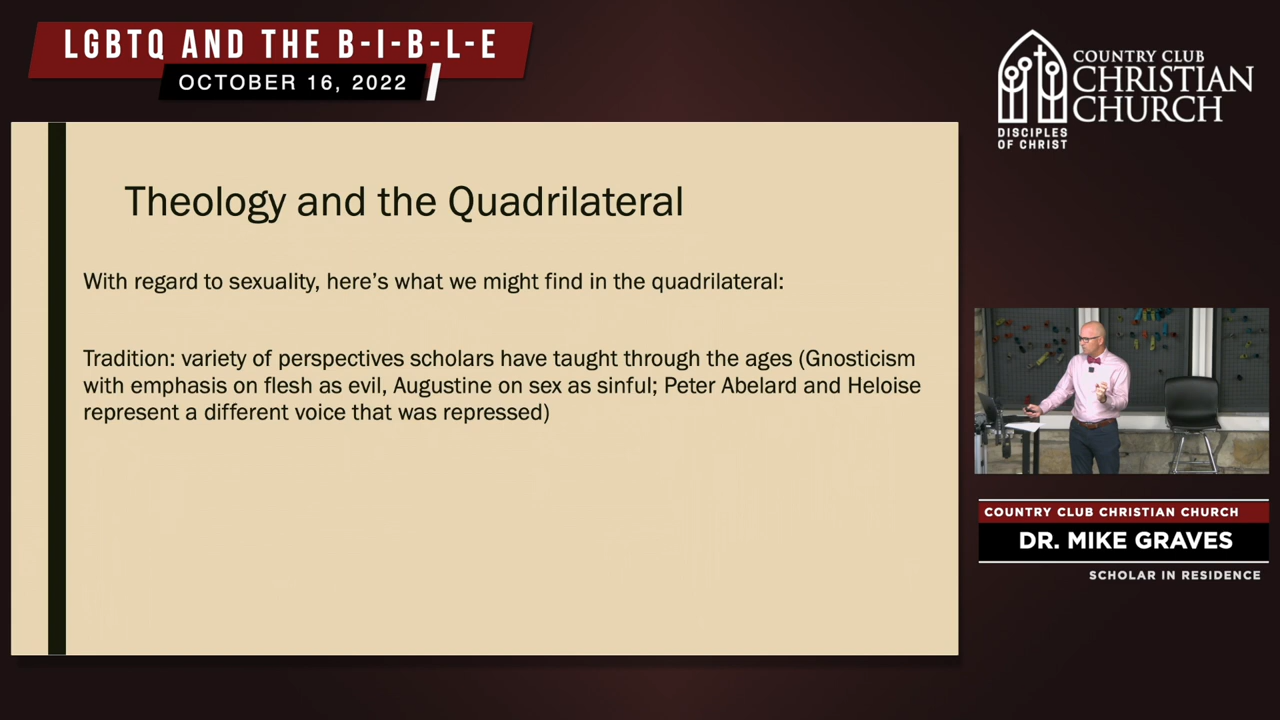 LGBTQ AND THE B-I-B-L-E
OCTOBER 16, 2022
COUNTRY CLUB
CHRISTIAN
CHURCH
DISCIPLES
OF CHRIST
Theology and the Quadrilateral
With regard to sexuality, here's what we might find in the quadrilateral:
Tradition: variety of perspectives scholars have taught through the ages (Gnosticism
with emphasis on flesh as evil, Augustine on sex as sinful; Peter Abelard and Heloise
represent a different voice that was repressed)
COUNTRY CLUB CHRISTIAN CHURCH
DR. MIKE GRAVES
SCHOLAR IN RESIDENCE